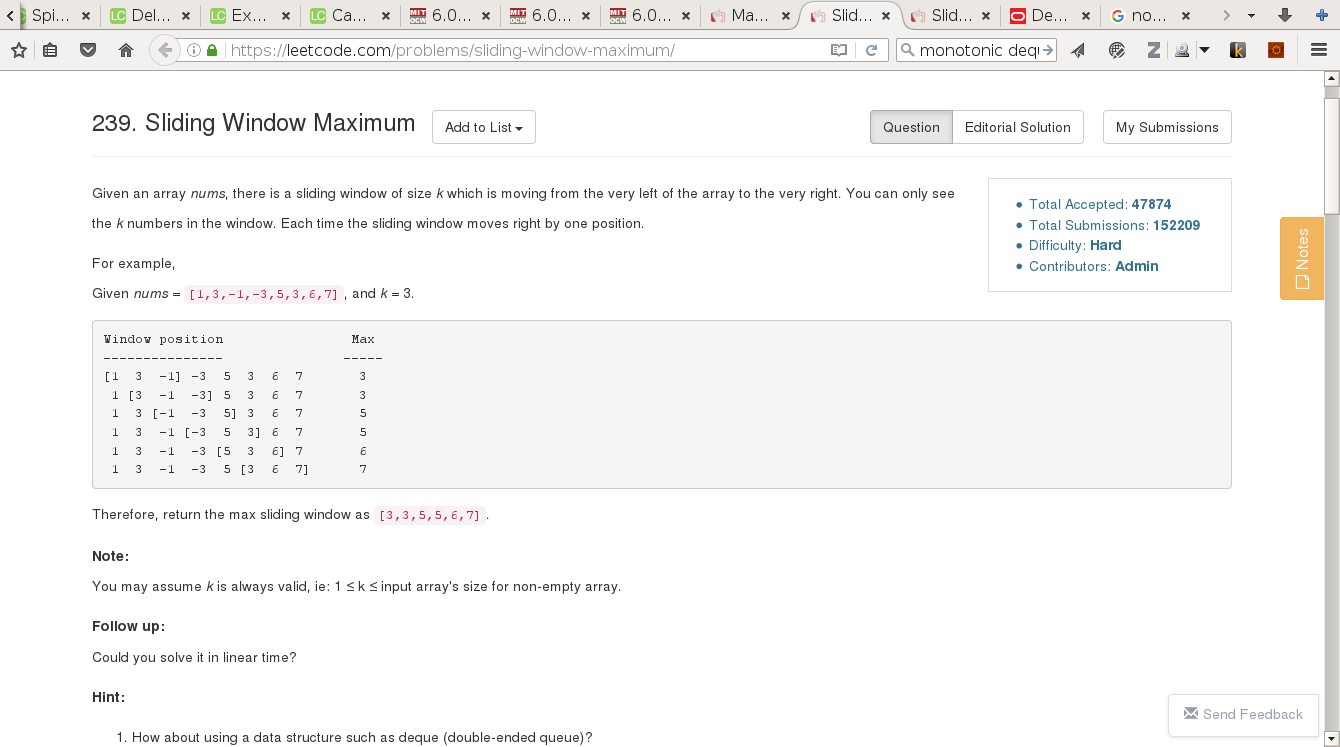 Spi... Del... Ex... Ca... 6.0... 6.0... 6.0... Ma... Slid... Slid... De... no...
https://leetcode.com/problems/sliding-window-maximum/ monotonic deq
239. Sliding Window Maximum Add to List Question Editorial Solution My Submissions
Given an array nums, there is a sliding window of size k which is moving from the very left of the array to the very right. You can only see
the k numbers in the window. Each time the sliding window moves right by one position.
Total Accepted: 47874
Total Submissions: 152209
Difficulty: Hard
Contributors: Admin
Notes
For example,
Given nums = [1,3,-1,-3,5,3,6,7], and k = 3.
Window position                Max
---------------               -----
[1  3  -1] -3  5  3  6  7       3
 1 [3  -1  -3] 5  3  6  7       3
 1  3 [-1  -3  5] 3  6  7       5
 1  3  -1 [-3  5  3] 6  7       5
 1  3  -1  -3 [5  3  6] 7       6
 1  3  -1  -3  5 [3  6  7]      7
Therefore, return the max sliding window as [3,3,5,5,6,7].
Note:
You may assume k is always valid, ie: 1 ≤ k ≤ input array's size for non-empty array.
Follow up:
Could you solve it in linear time?
Hint:
1. How about using a data structure such as deque (double-ended queue)?
Send Feedback